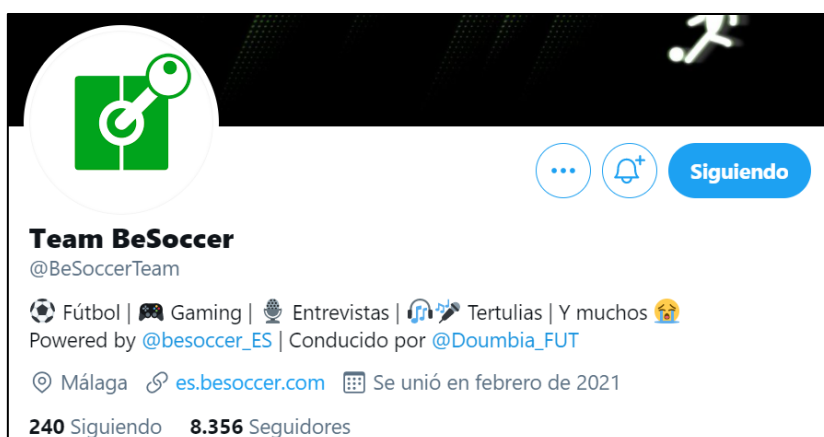 Siguiendo
Team BeSoccer
@BeSoccerTeam
⚽ Fútbol | 🎮 Gaming | 🎙 Entrevistas | 🎧🎤 Tertulias | Y muchos 😭
Powered by @besoccer_ES | Conducido por @Doumbia_FUT
Málaga es.besoccer.com Se unió en febrero de 2021
240 Siguiendo 8.356 Seguidores